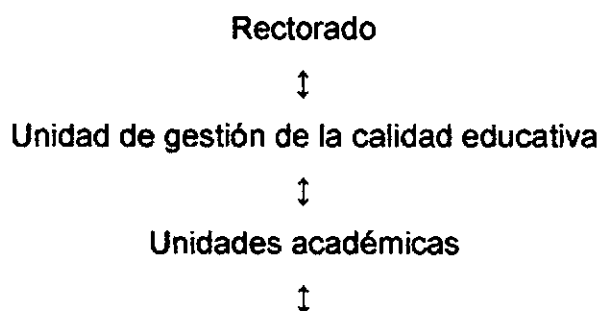 Rectorado
↕
Unidad de gestión de la calidad educativa
↕
Unidades académicas
↕